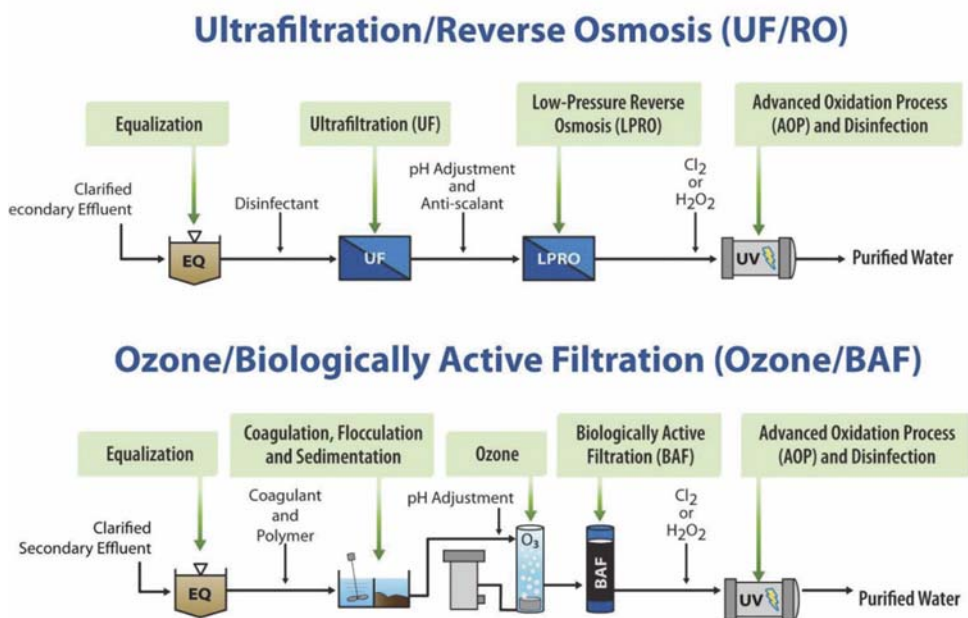 Ultrafiltration/Reverse Osmosis (UF/RO)
Equalization
Ultrafiltration (UF)
Low-Pressure Reverse
Osmosis (LPRO)
Advanced Oxidation Process
(AOP) and Disinfection
Clarified
econdary Effluent
Disinfectant
pH Adjustment
and
Anti-scalant
Cl₂
or
H₂O₂
EQ
UF
LPRO
UV
Purified Water
Ozone/Biologically Active Filtration (Ozone/BAF)
Equalization
Coagulation, Flocculation
and Sedimentation
Ozone
Biologically Active
Filtration (BAF)
Advanced Oxidation Process
(AOP) and Disinfection
Clarified
Secondary Effluent
Coagulant
and
Polymer
pH Adjustment
Cl₂
or
H₂O₂
EQ
O₃
BAF
UV
Purified Water